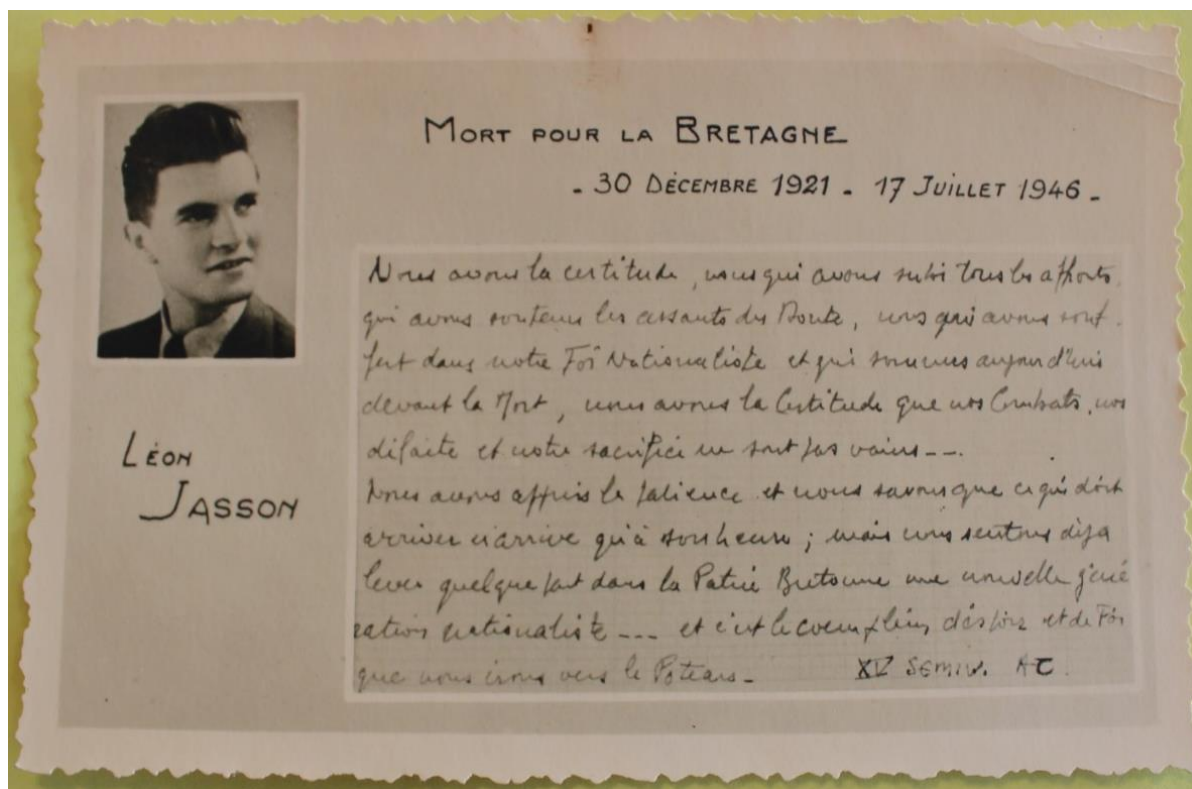 MORT POUR LA BRETAGNE
- 30 DÉCEMBRE 1921 - 17 JUILLET 1946 -
LÉON
JASSON
Nous avons la certitude, nous qui avons subi tous les affronts,
qui avons soutenu les assauts du Doute, nous qui avons souf-
fert dans notre Foi Nationaliste et qui sommes aujourd'hui
devant la Mort, nous avons la Certitude que nos Combats, nos
défaite et notre sacrifice ne sont pas vains --.
Nous avons appris la patience et nous savons que ce qui doit
arriver n'arrive qu'à son heure ; mais nous sentons déjà
lever quelque part dans la Patrie Bretonne une nouvelle géné
ration nationaliste --- et c'est le coeur plein d'espoir et de Foi
que nous irons vers le Poteau -